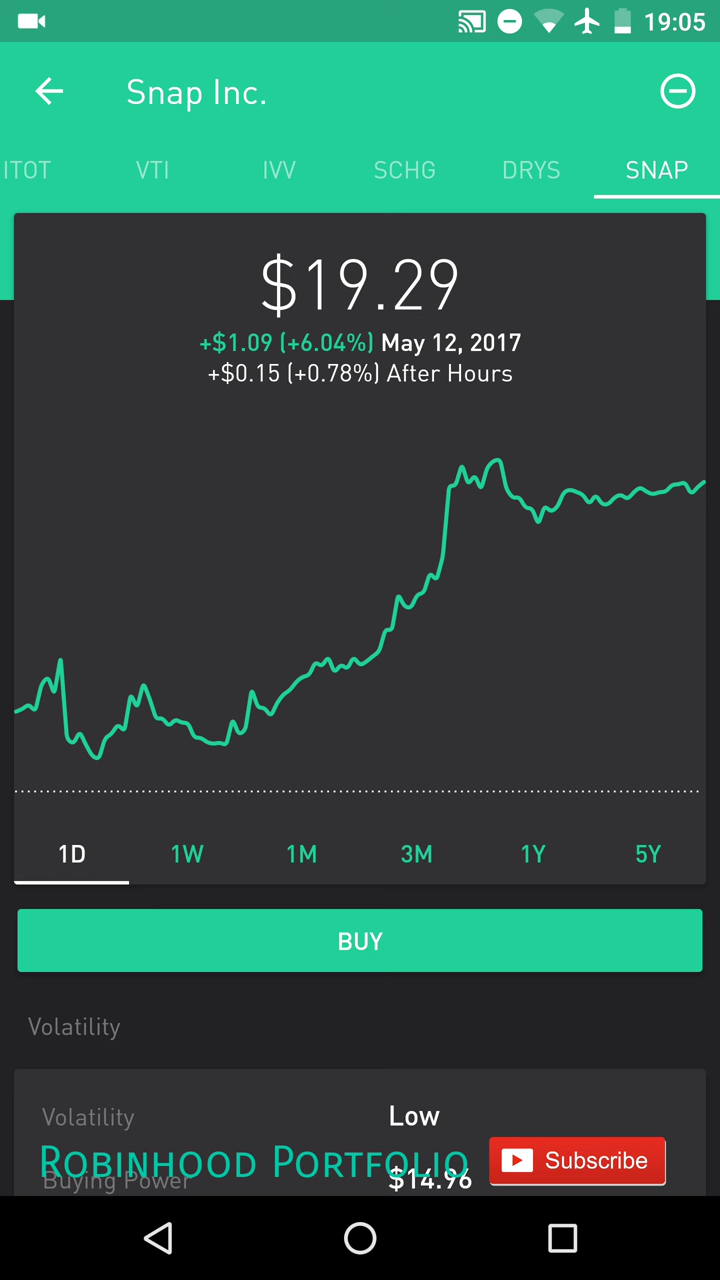 19:05
Snap Inc.
ITOT VTI IVV SCHG DRYS SNAP
$19.29
+$1.09 (+6.04%) May 12, 2017
+$0.15 (+0.78%) After Hours
1D 1W 1M 3M 1Y 5Y
BUY
Volatility
Volatility Low
Robinhood Portfolio Subscribe
Buying Power $14.96